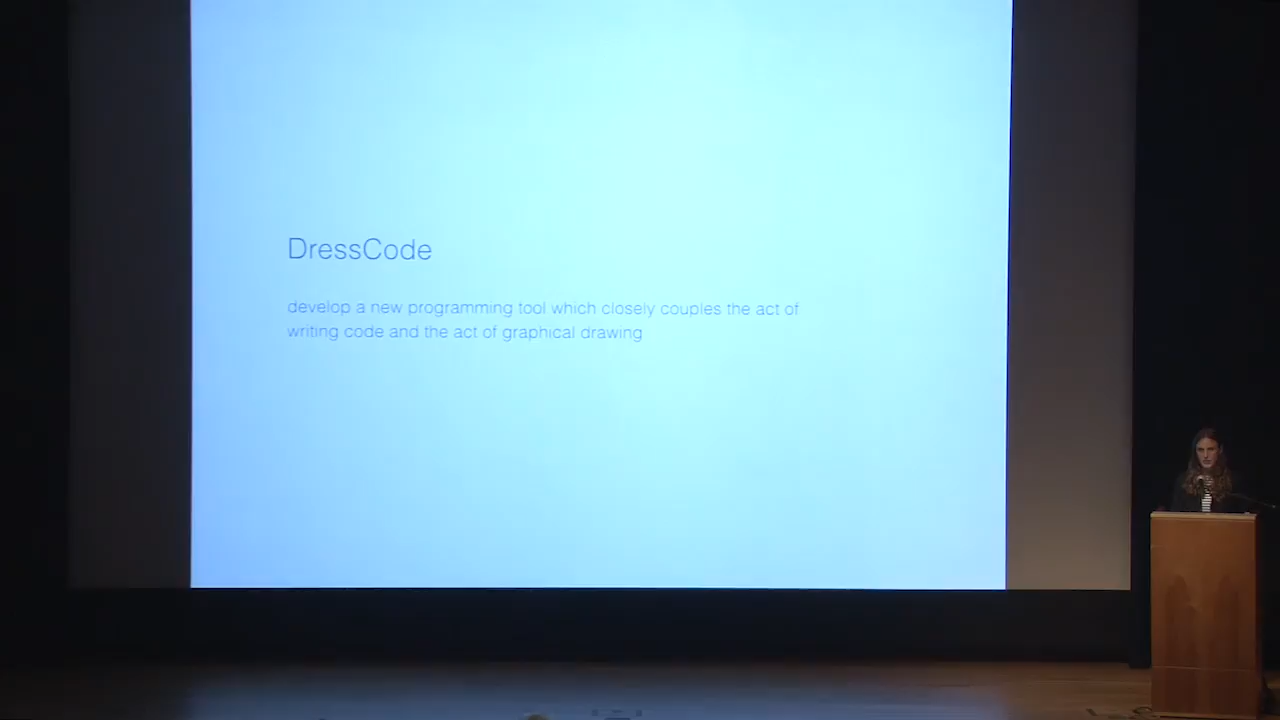 DressCode
develop a new programming tool which closely couples the act of
writing code and the act of graphical drawing